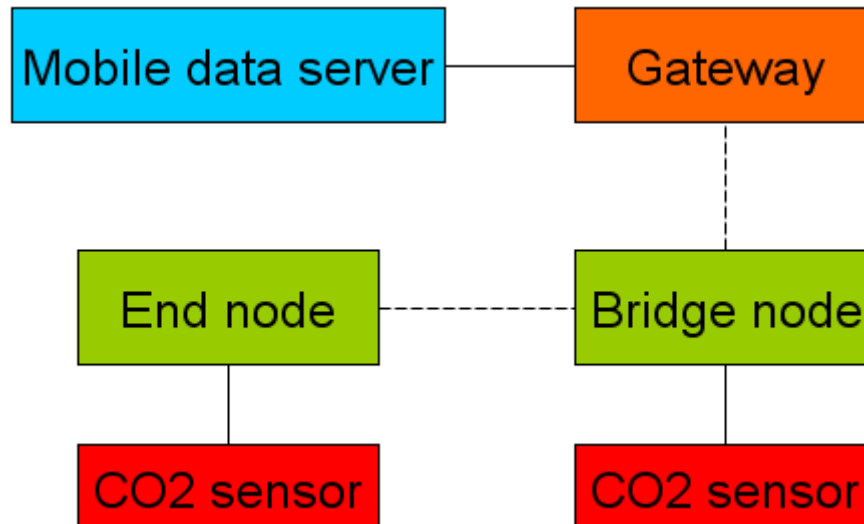 Mobile data server
Gateway
End node
Bridge node
CO2 sensor
CO2 sensor